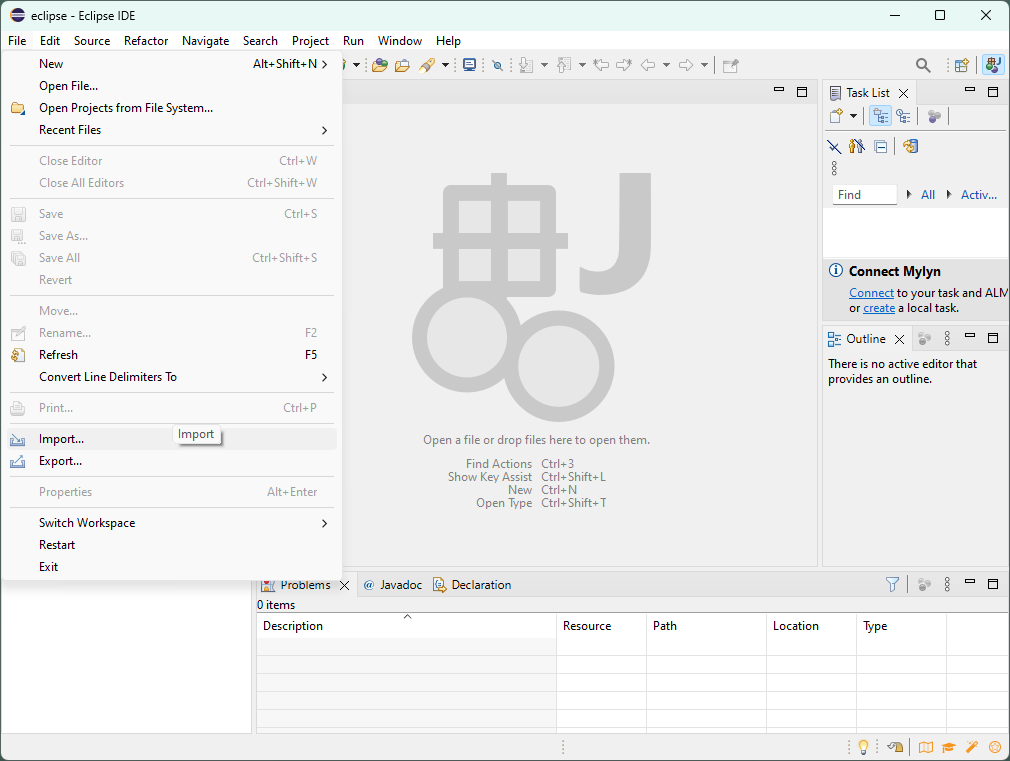 eclipse - Eclipse IDE
File Edit Source Refactor Navigate Search Project Run Window Help
New Alt+Shift+N
Open File...
Open Projects from File System...
Recent Files
Close Editor Ctrl+W
Close All Editors Ctrl+Shift+W
Save Ctrl+S
Save As...
Save All Ctrl+Shift+S
Revert
Move...
Rename... F2
Refresh F5
Convert Line Delimiters To
Print... Ctrl+P
Import...
Import
Export...
Properties Alt+Enter
Switch Workspace
Restart
Exit
Open a file or drop files here to open them.
Find Actions Ctrl+3
Show Key Assist Ctrl+Shift+L
New Ctrl+N
Open Type Ctrl+Shift+T
Task List
Find All Activ...
Connect Mylyn
Connect to your task and ALM
or create a local task.
Outline
There is no active editor that
provides an outline.
Problems @ Javadoc Declaration
0 items
Description Resource Path Location Type